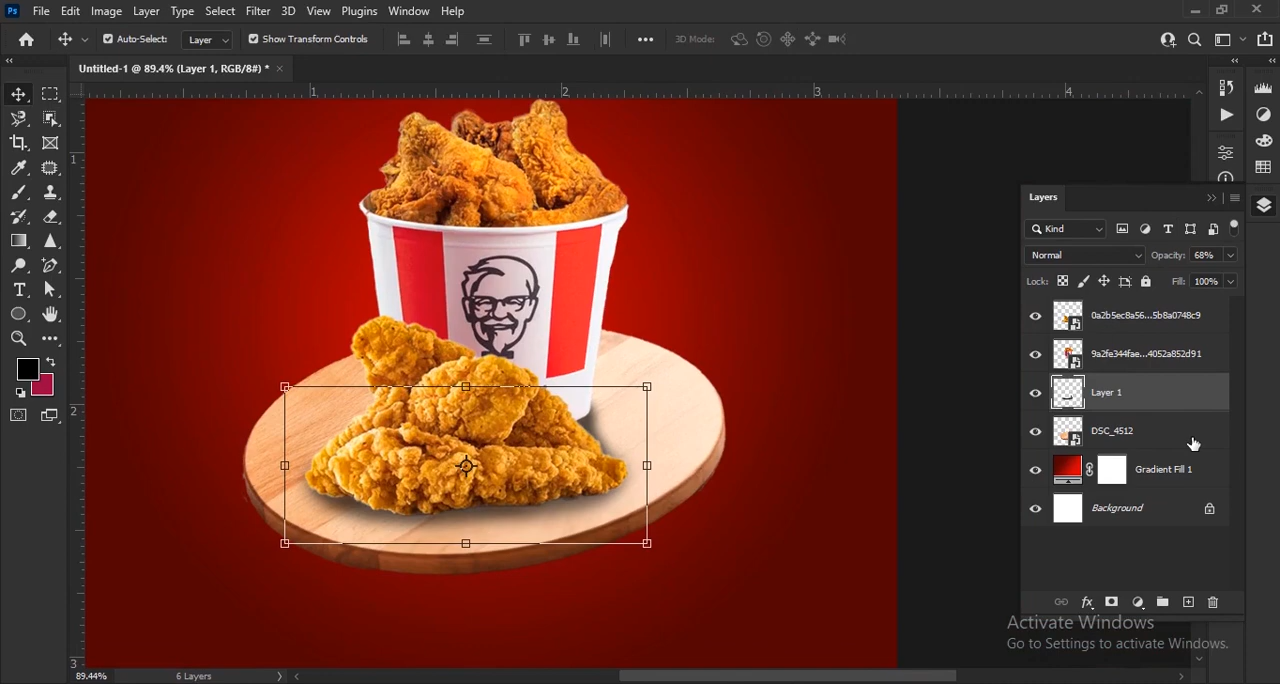 Ps File Edit Image Layer Type Select Filter 3D View Plugins Window Help
Auto-Select: Layer Show Transform Controls 3D Mode:
Untitled-1 @ 89.4% (Layer 1, RGB/8#) *
1 2 3 4
1
2
3
Layers
Kind
Normal Opacity: 68%
Lock: Fill: 100%
0a2b5ec8a56...5b8a0748c9
9a2fe344fae...4052a852d91
Layer 1
DSC_4512
Gradient Fill 1
Background
Activate Windows
Go to Settings to activate Windows.
89.44% 6 Layers